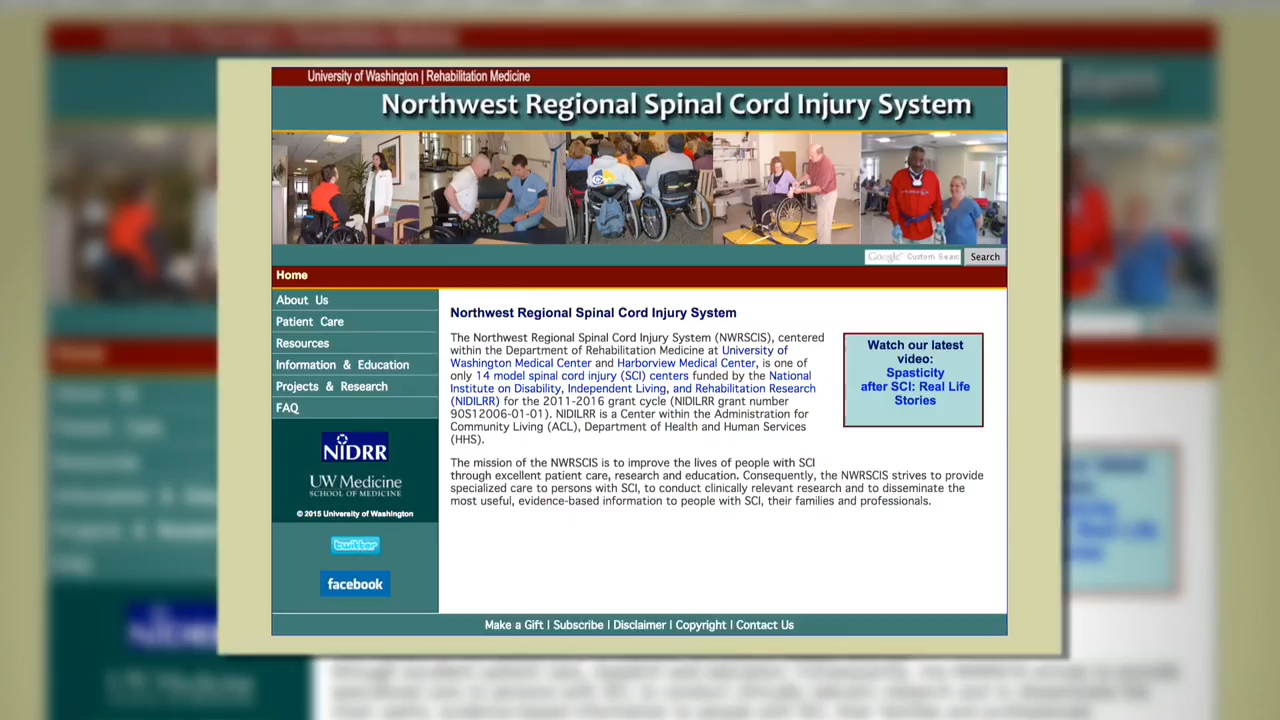 University of Washington | Rehabilitation Medicine
Northwest Regional Spinal Cord Injury System
Google Custom Sear
Search
Home
About Us
Patient Care
Resources
Information & Education
Projects & Research
FAQ
NIDRR
UW Medicine
SCHOOL OF MEDICINE
© 2015 University of Washington
twitter
facebook
Northwest Regional Spinal Cord Injury System
The Northwest Regional Spinal Cord Injury System (NWRSCIS), centered
within the Department of Rehabilitation Medicine at University of
Washington Medical Center and Harborview Medical Center, is one of
only 14 model spinal cord injury (SCI) centers funded by the National
Institute on Disability, Independent Living, and Rehabilitation Research
(NIDILRR) for the 2011-2016 grant cycle (NIDILRR grant number
90S12006-01-01). NIDILRR is a Center within the Administration for
Community Living (ACL), Department of Health and Human Services
(HHS).
The mission of the NWRSCIS is to improve the lives of people with SCI
through excellent patient care, research and education. Consequently, the NWRSCIS strives to provide
specialized care to persons with SCI, to conduct clinically relevant research and to disseminate the
most useful, evidence-based information to people with SCI, their families and professionals.
Watch our latest
video:
Spasticity
after SCI: Real Life
Stories
Make a Gift | Subscribe | Disclaimer | Copyright | Contact Us